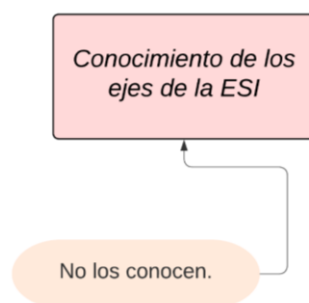 Conocimiento de los
ejes de la ESI
No los conocen.